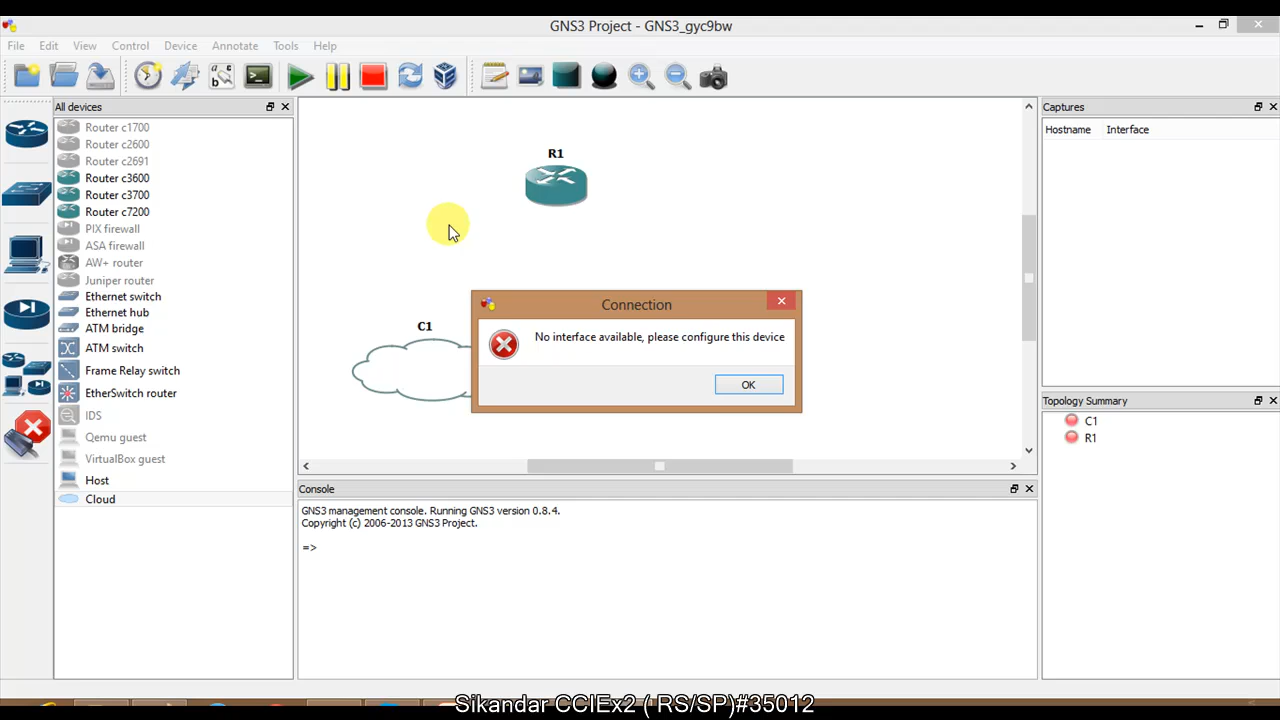 GNS3 Project - GNS3_gyc9bw
File Edit View Control Device Annotate Tools Help
All devices
Router c1700
Router c2600
Router c2691
Router c3600
Router c3700
Router c7200
PIX firewall
ASA firewall
AW+ router
Juniper router
Ethernet switch
Ethernet hub
ATM bridge
ATM switch
Frame Relay switch
EtherSwitch router
IDS
Qemu guest
VirtualBox guest
Host
Cloud
R1
C1
Connection
No interface available, please configure this device
OK
Console
GNS3 management console. Running GNS3 version 0.8.4.
Copyright (c) 2006-2013 GNS3 Project.
=>
Captures
Hostname Interface
Topology Summary
C1
R1
Sikandar CCIEx2 ( RS/SP)#35012